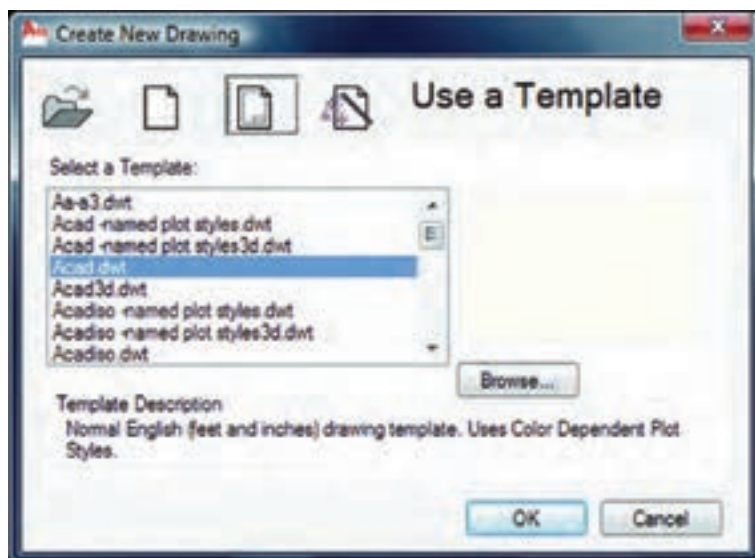 Create New Drawing
Use a Template
Select a Template:
Aa-a3.dwt
Acad -named plot styles.dwt
Acad -named plot styles3d.dwt
Acad.dwt
Acad3d.dwt
Acadiso -named plot styles.dwt
Acadiso -named plot styles3d.dwt
Acadiso.dwt
Browse...
Template Description
Normal English (feet and inches) drawing template. Uses Color Dependent Plot
Styles.
OK
Cancel